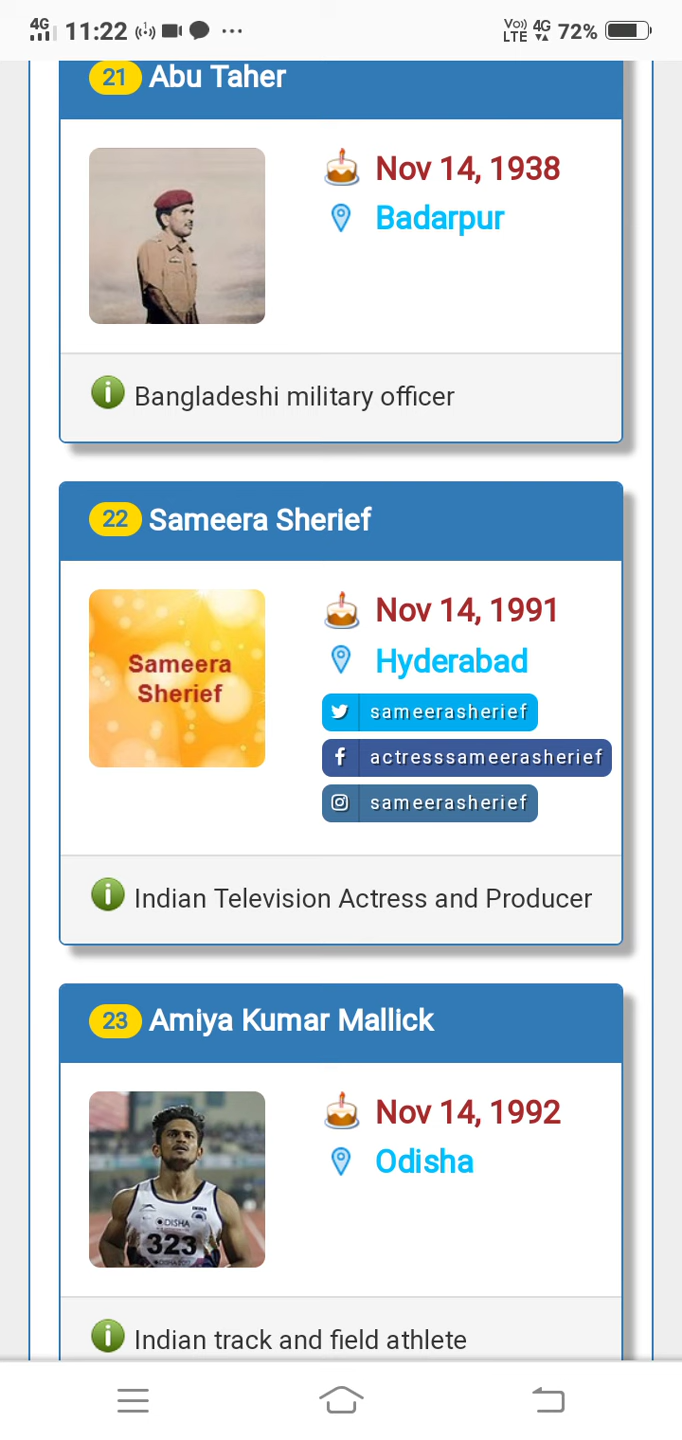 4G 11:22 ... Vo)) LTE 4G 72%
21 Abu Taher
Nov 14, 1938
Badarpur
Bangladeshi military officer
22 Sameera Sherief
Sameera
Sherief
Nov 14, 1991
Hyderabad
sameerasherief
actresssameerasherief
sameerasherief
Indian Television Actress and Producer
23 Amiya Kumar Mallick
ODISHA
323
Nov 14, 1992
Odisha
Indian track and field athlete